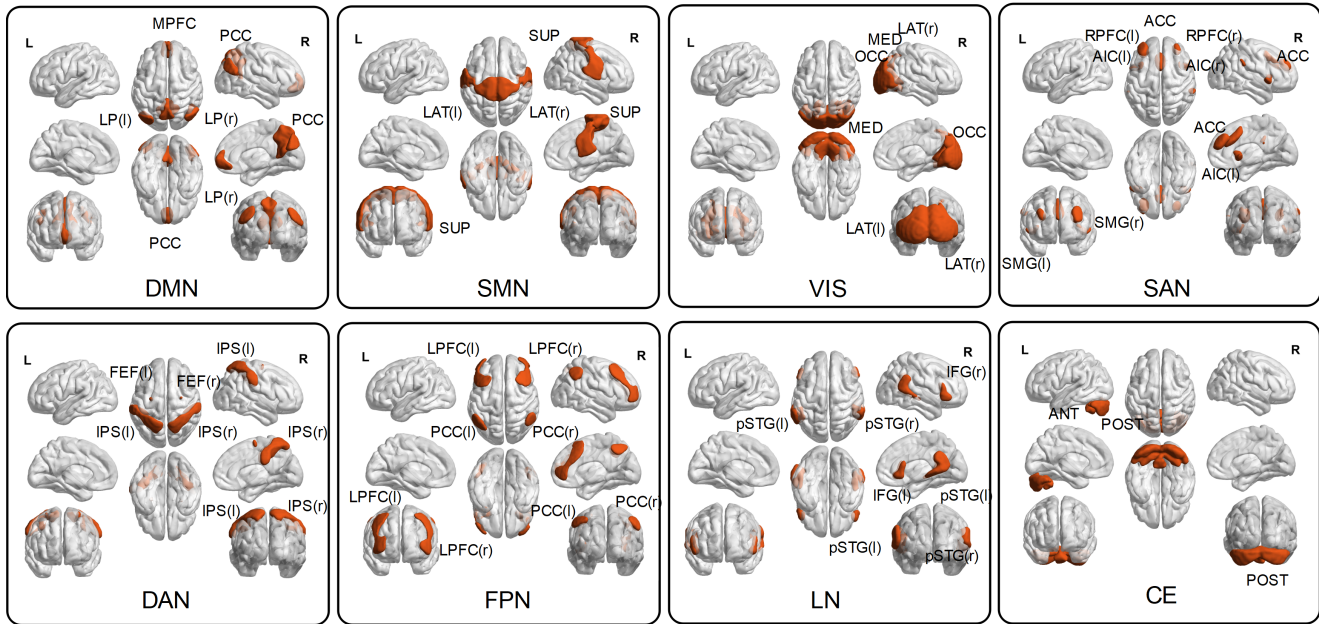 MPFC
L
R
PCC
LP(l)
LP(r)
PCC
LP(r)
PCC
DMN
SUP
L
R
LAT(l)
LAT(r)
SUP
SUP
SMN
LAT(r)
L
MED
R
OCC
MED
OCC
LAT(l)
LAT(r)
VIS
ACC
L
RPFC(l)
RPFC(r)
R
AIC(l)
AIC(r)
ACC
ACC
AIC(l)
SMG(r)
SMG(l)
SAN
IPS(l)
L
R
FEF(l)
FEF(r)
IPS(l)
IPS(r)
IPS(r)
IPS(l)
IPS(r)
DAN
LPFC(l)
LPFC(r)
L
R
PCC(l)
PCC(r)
LPFC(l)
PCC(l)
PCC(r)
LPFC(r)
FPN
L
R
IFG(r)
pSTG(l)
pSTG(r)
IFG(l)
pSTG(l)
pSTG(l)
pSTG(r)
LN
L
R
ANT
POST
POST
CE